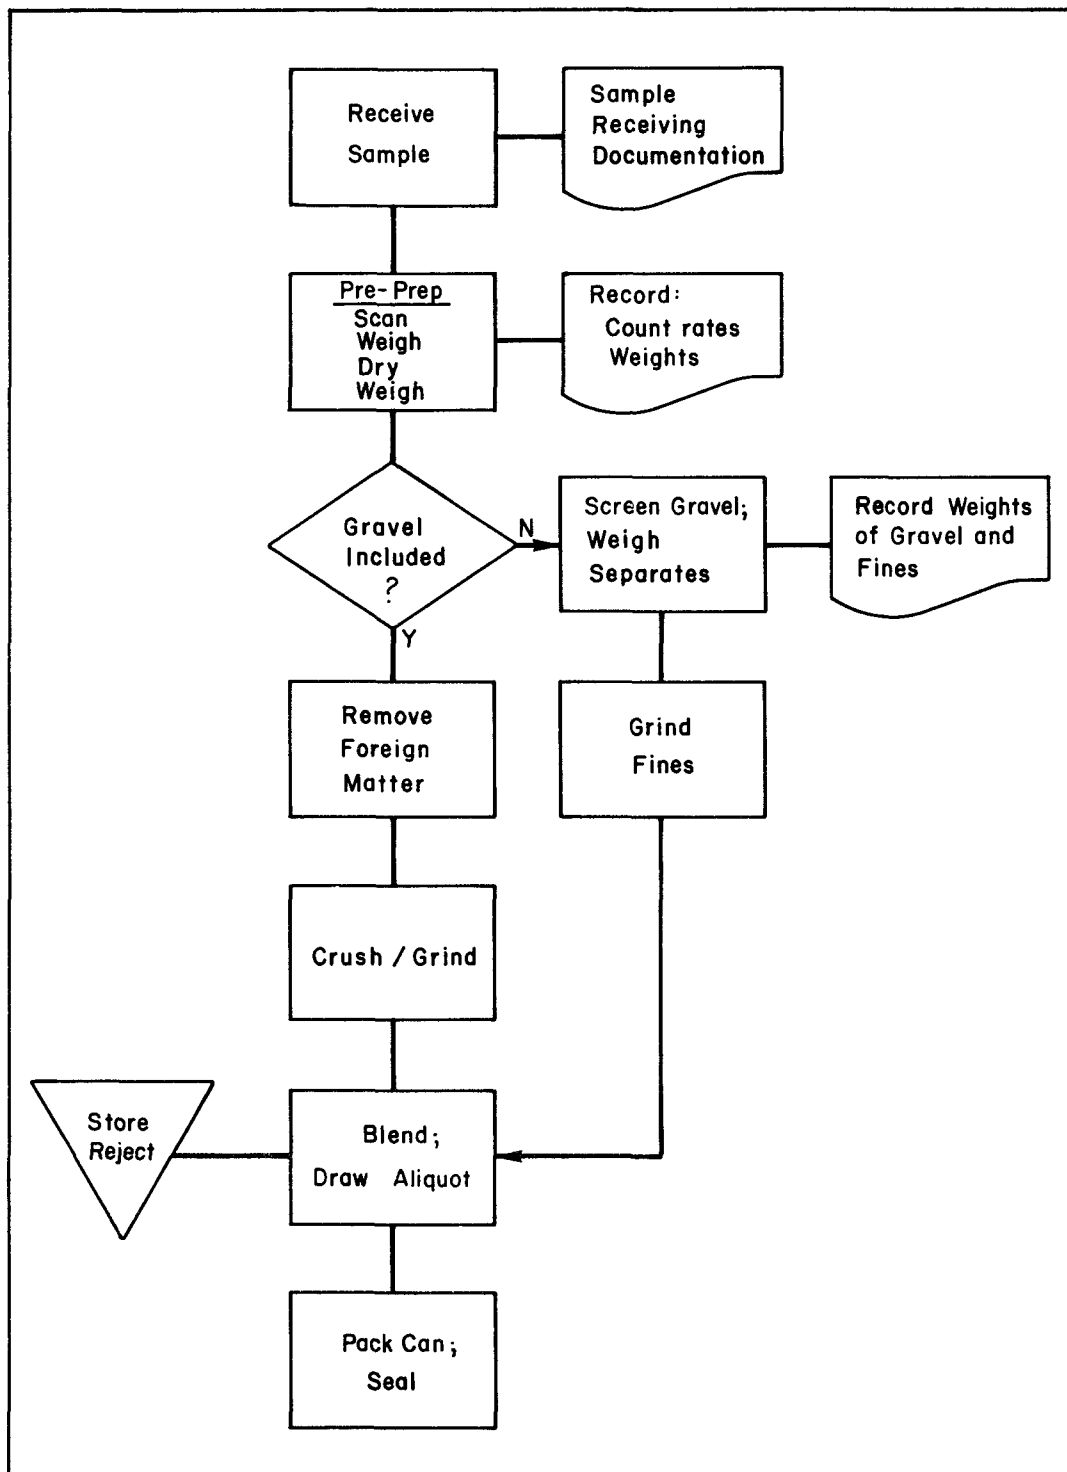 Receive
Sample
Sample
Receiving
Documentation
Pre-Prep
Scan
Weigh
Dry
Weigh
Record:
Count rates
Weights
Gravel
Included
?
N
Y
Screen Gravel;
Weigh
Separates
Record Weights
of Gravel and
Fines
Remove
Foreign
Matter
Grind
Fines
Crush / Grind
Store
Reject
Blend;
Draw Aliquot
Pack Can;
Seal